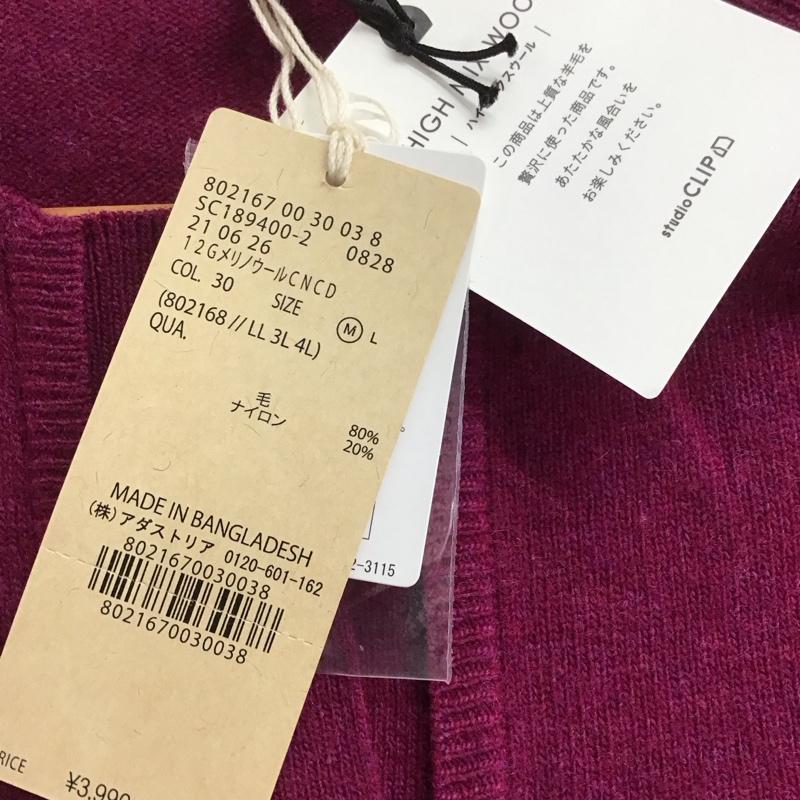 802167 00 30 03 8
SC189400-2
21 06 26 0828
12GメリノウールCNCD
COL. 30 SIZE
M L
(802168//LL 3L 4L)
QUA.
毛 80%
ナイロン 20%
MADE IN BANGLADESH
(株)アダストリア 0120-601-162
8021670030038
8021670030038
¥3,990
HIGH MIX WOO
この商品は上質な羊毛を
贅沢に使った商品です。
あたたかな風合いを
お楽しみください。
studio CLIP
2-3115